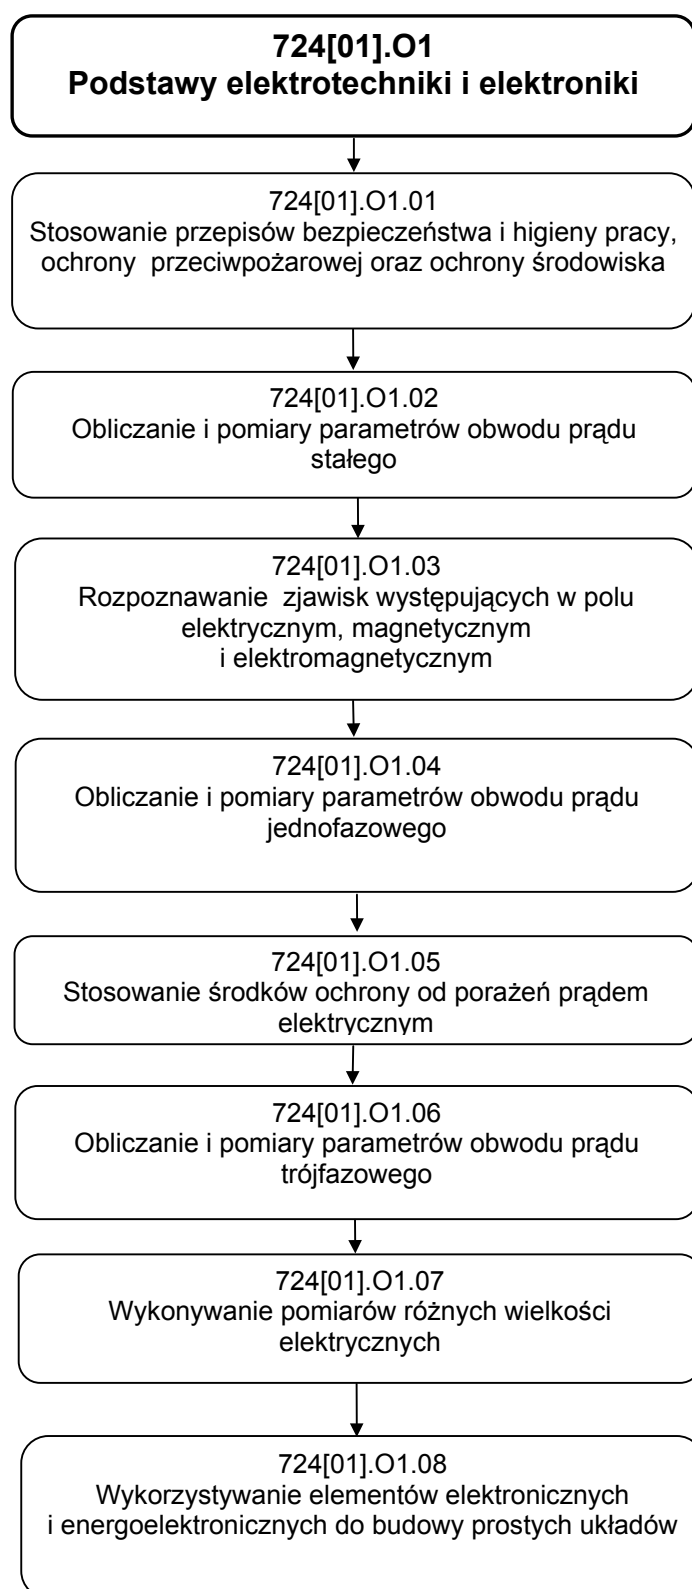 724[01].O1
Podstawy elektrotechniki i elektroniki
724[01].O1.01
Stosowanie przepisów bezpieczeństwa i higieny pracy,
ochrony przeciwpożarowej oraz ochrony środowiska
724[01].O1.02
Obliczanie i pomiary parametrów obwodu prądu
stałego
724[01].O1.03
Rozpoznawanie zjawisk występujących w polu
elektrycznym, magnetycznym
i elektromagnetycznym
724[01].O1.04
Obliczanie i pomiary parametrów obwodu prądu
jednofazowego
724[01].O1.05
Stosowanie środków ochrony od porażeń prądem
elektrycznym
724[01].O1.06
Obliczanie i pomiary parametrów obwodu prądu
trójfazowego
724[01].O1.07
Wykonywanie pomiarów różnych wielkości
elektrycznych
724[01].O1.08
Wykorzystywanie elementów elektronicznych
i energoelektronicznych do budowy prostych układów